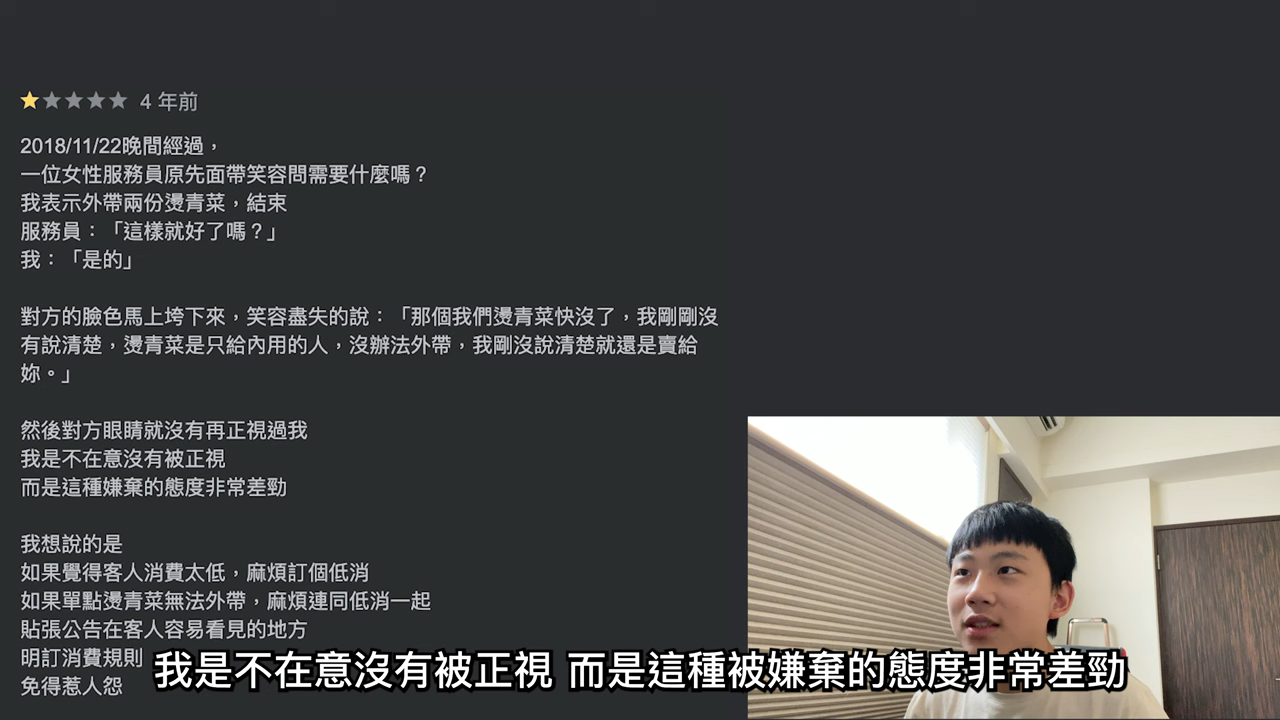 4 年前
2018/11/22晚間經過，
一位女性服務員原先面帶笑容問需要什麼嗎？
我表示外帶兩份燙青菜，結束
服務員：「這樣就好了嗎？」
我：「是的」
對方的臉色馬上垮下來，笑容盡失的說：「那個我們燙青菜快沒了，我剛剛沒
有說清楚，燙青菜是只給內用的人，沒辦法外帶，我剛沒說清楚就還是賣給
妳。」
然後對方眼睛就沒有再正視過我
我是不在意沒有被正視
而是這種嫌棄的態度非常差勁
我想說的是
如果覺得客人消費太低，麻煩訂個低消
如果單點燙青菜無法外帶，麻煩連同低消一起
貼張公告在客人容易看見的地方
明訂消費規則
免得惹人怨
我是不在意沒有被正視 而是這種被嫌棄的態度非常差勁